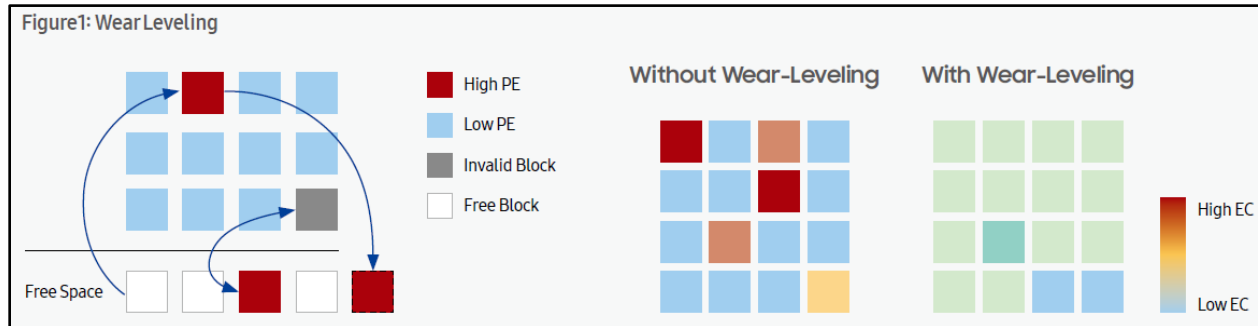 Figure1: Wear Leveling
High PE
Low PE
Invalid Block
Free Block
Free Space
Without Wear-Leveling
With Wear-Leveling
High EC
Low EC